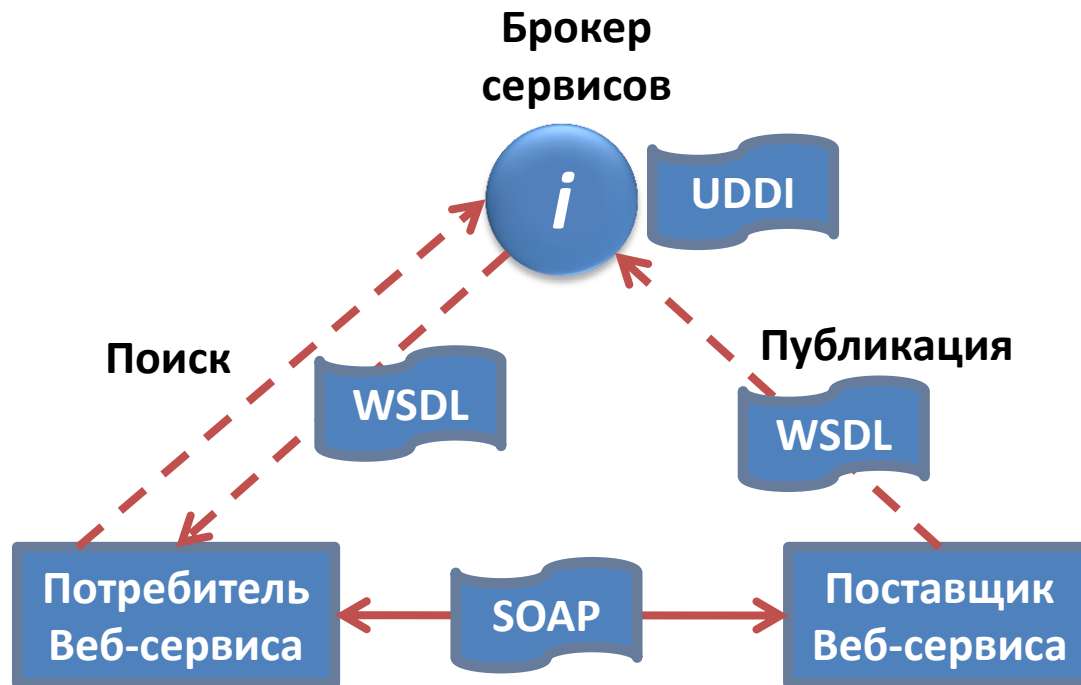 Брокер
сервисов
i
UDDI
Поиск
Публикация
WSDL
WSDL
Потребитель
Веб-сервиса
SOAP
Поставщик
Веб-сервиса